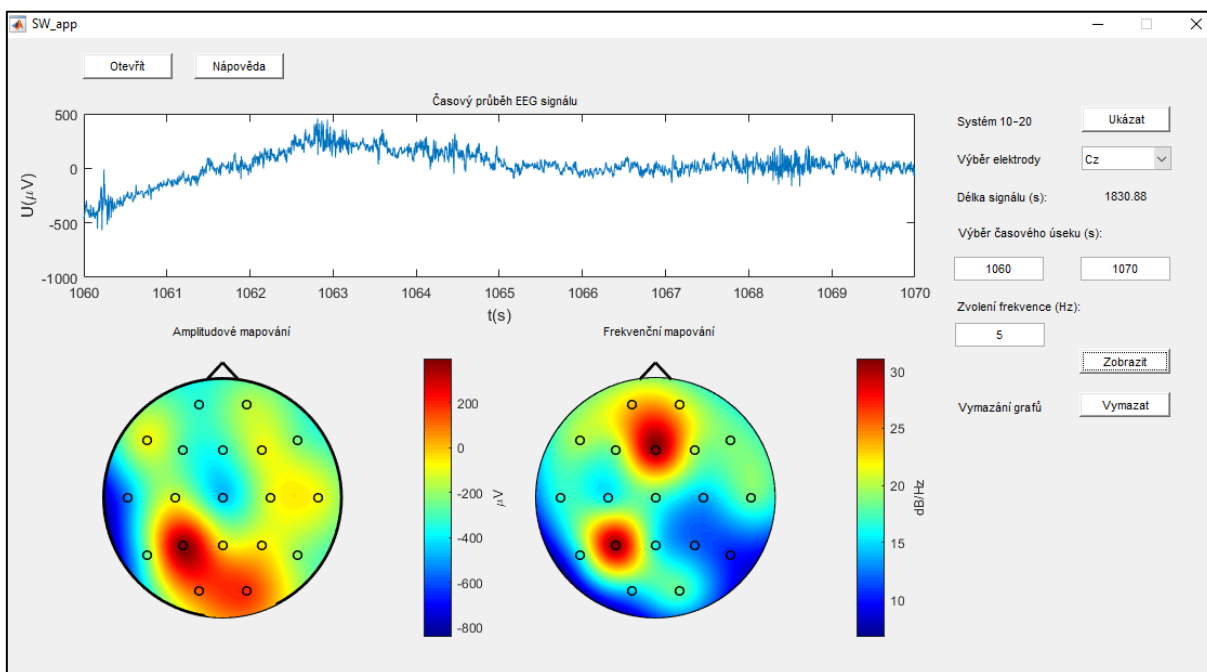 SW_app
Otevřít
Nápověda
Časový průběh EEG signálu
500
0
-500
-1000
U(μV)
1060
1061
1062
1063
1064
1065
1066
1067
1068
1069
1070
t(s)
Systém 10-20
Ukázat
Výběr elektrody
Cz
Délka signálu (s):
1830.88
Výběr časového úseku (s):
1060
1070
Zvolení frekvence (Hz):
5
Zobrazit
Vymazání grafů
Vymazat
Amplitudové mapování
200
0
-200
-400
-600
-800
μV
Frekvenční mapování
30
25
20
15
10
dB/Hz